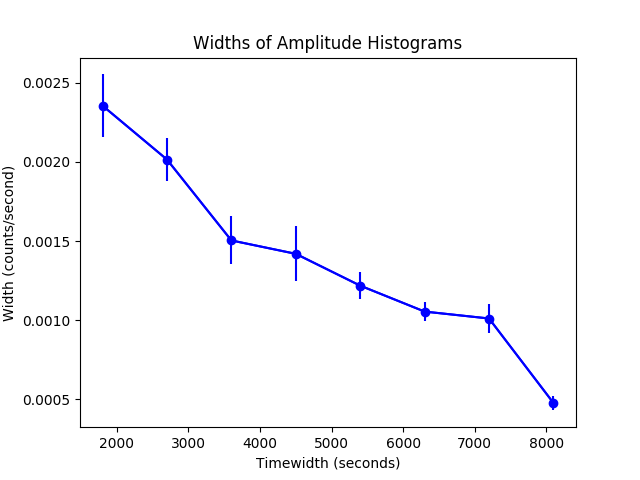 Widths of Amplitude Histograms
Width (counts/second)
0.0025
0.0020
0.0015
0.0010
0.0005
2000 3000 4000 5000 6000 7000 8000
Timewidth (seconds)